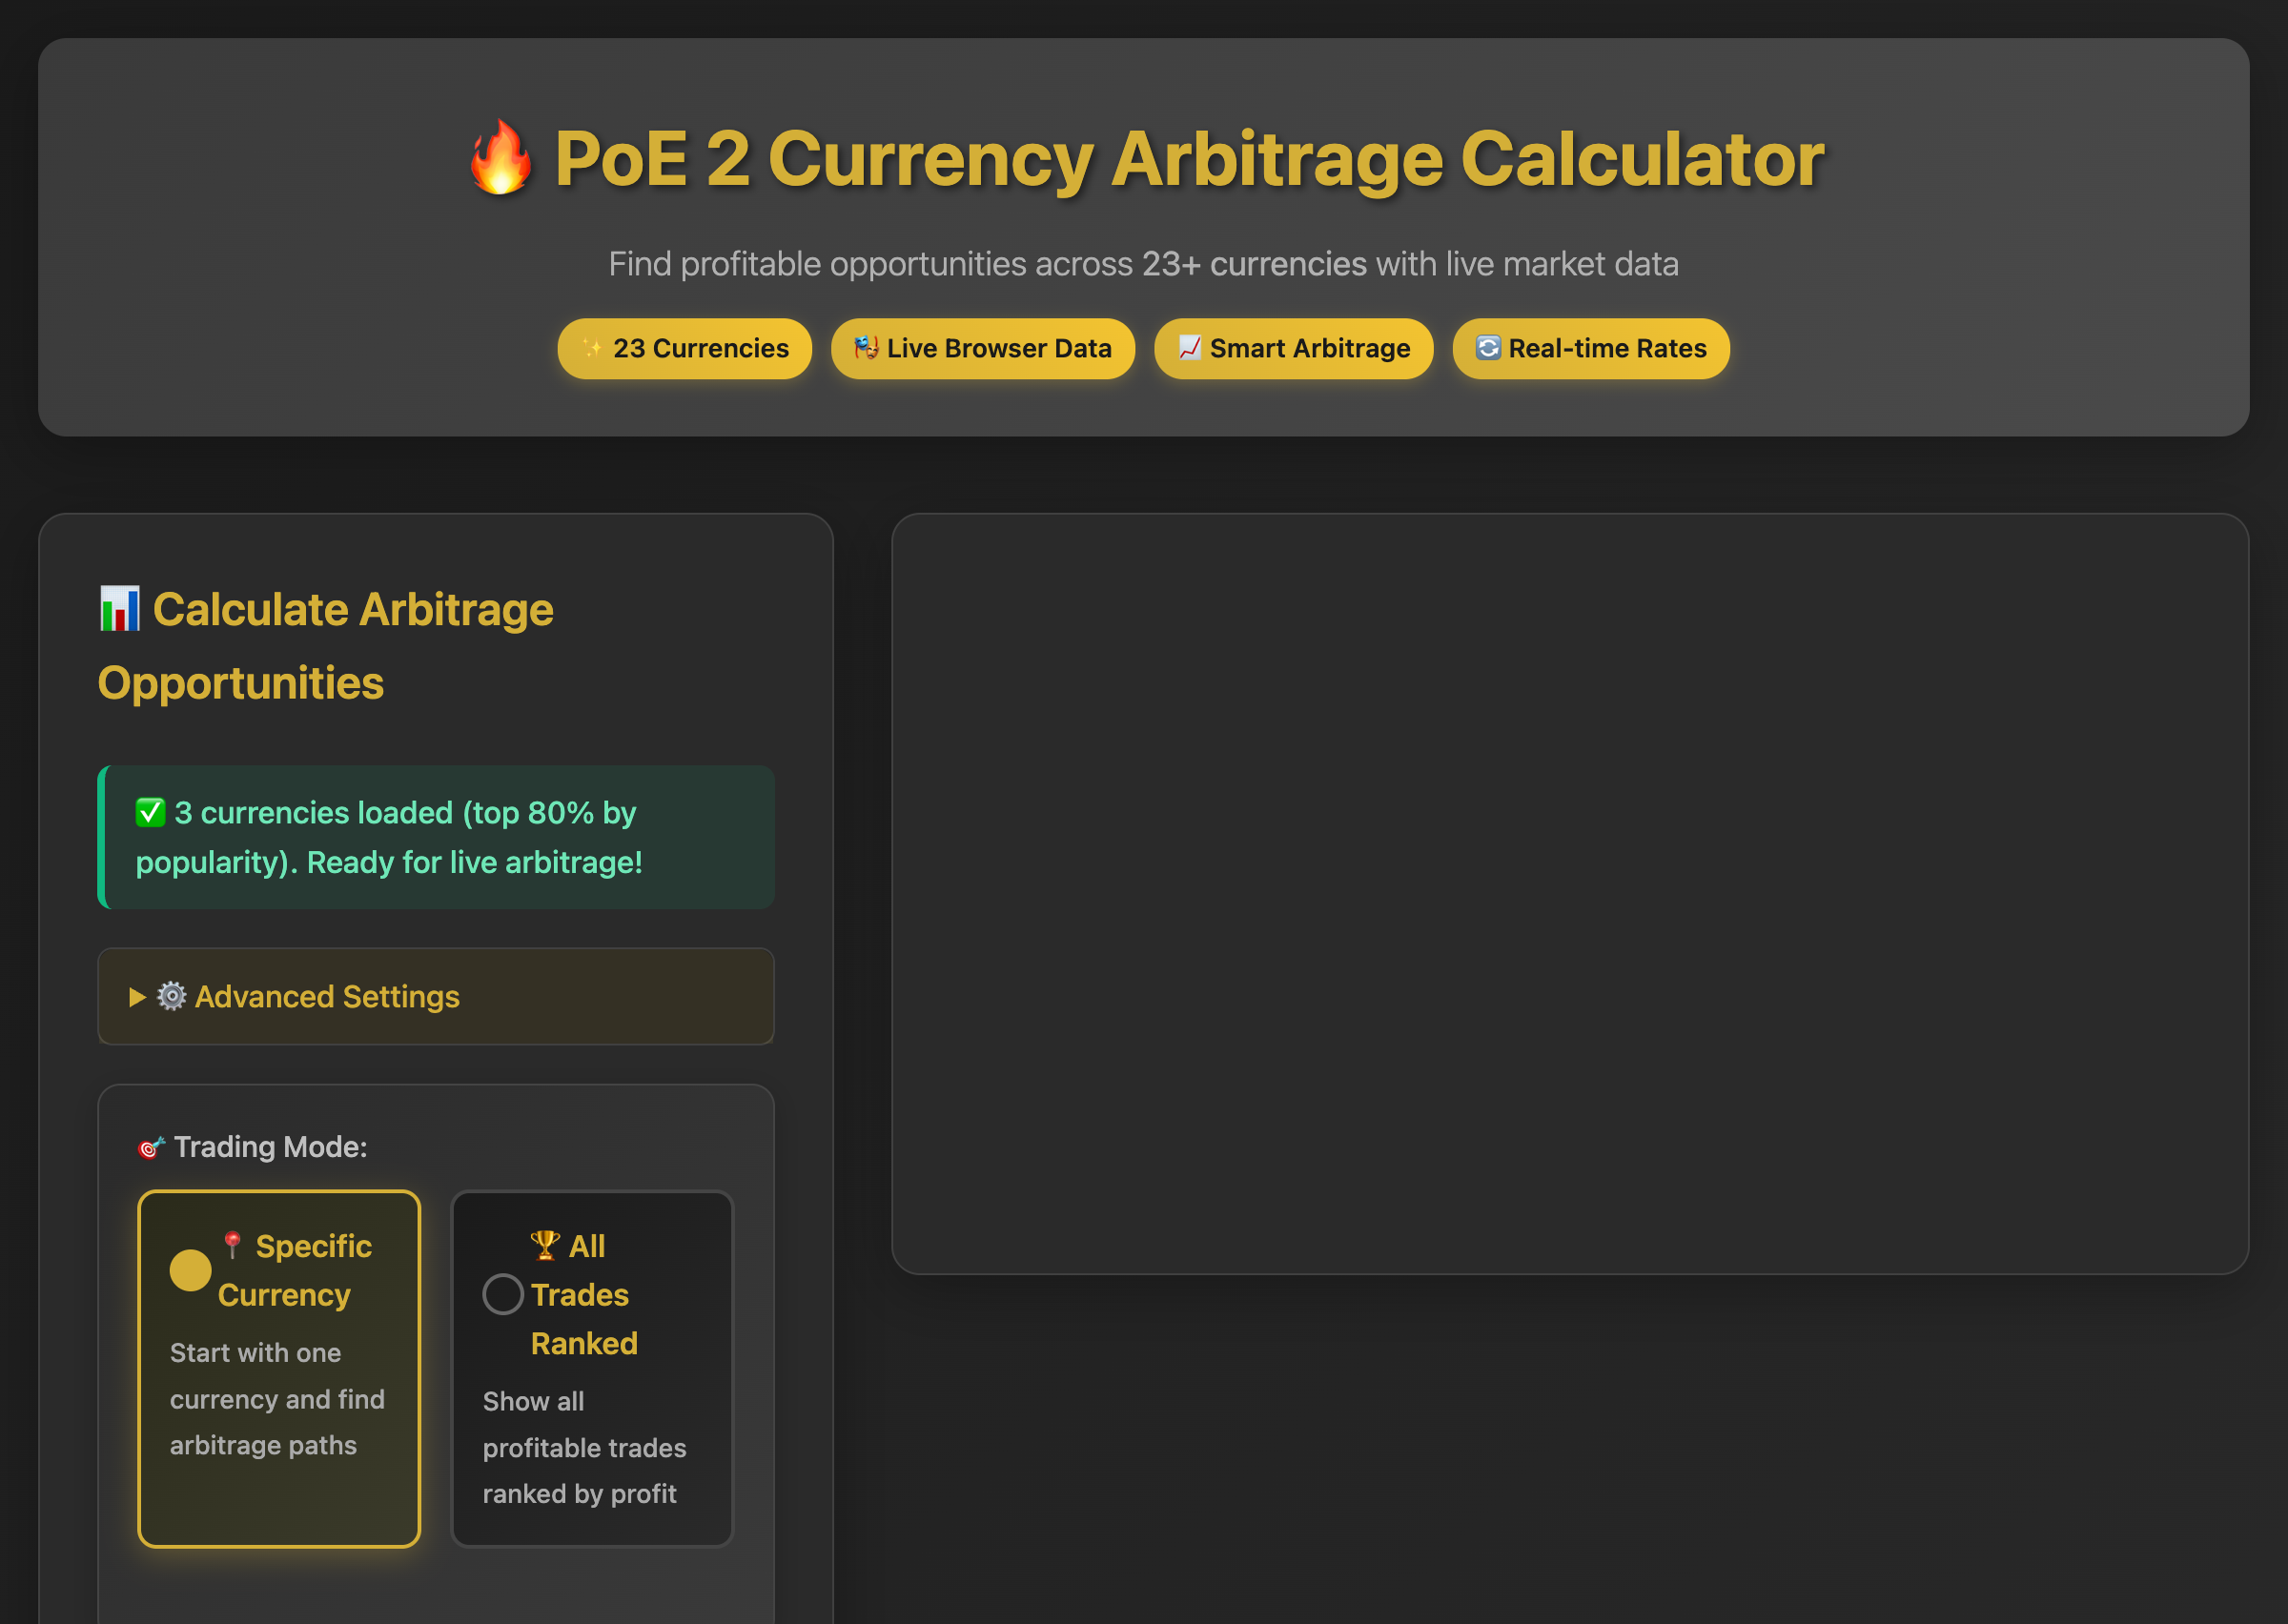 🔥 PoE 2 Currency Arbitrage Calculator
Find profitable opportunities across 23+ currencies with live market data
✨ 23 Currencies
🎭 Live Browser Data
📈 Smart Arbitrage
🔄 Real-time Rates
📊 Calculate Arbitrage
Opportunities
✅ 3 currencies loaded (top 80% by
popularity). Ready for live arbitrage!
▶ ⚙️ Advanced Settings
🎯 Trading Mode:
📍 Specific
Currency
Start with one
currency and find
arbitrage paths
🏆 All
Trades
Ranked
Show all
profitable trades
ranked by profit